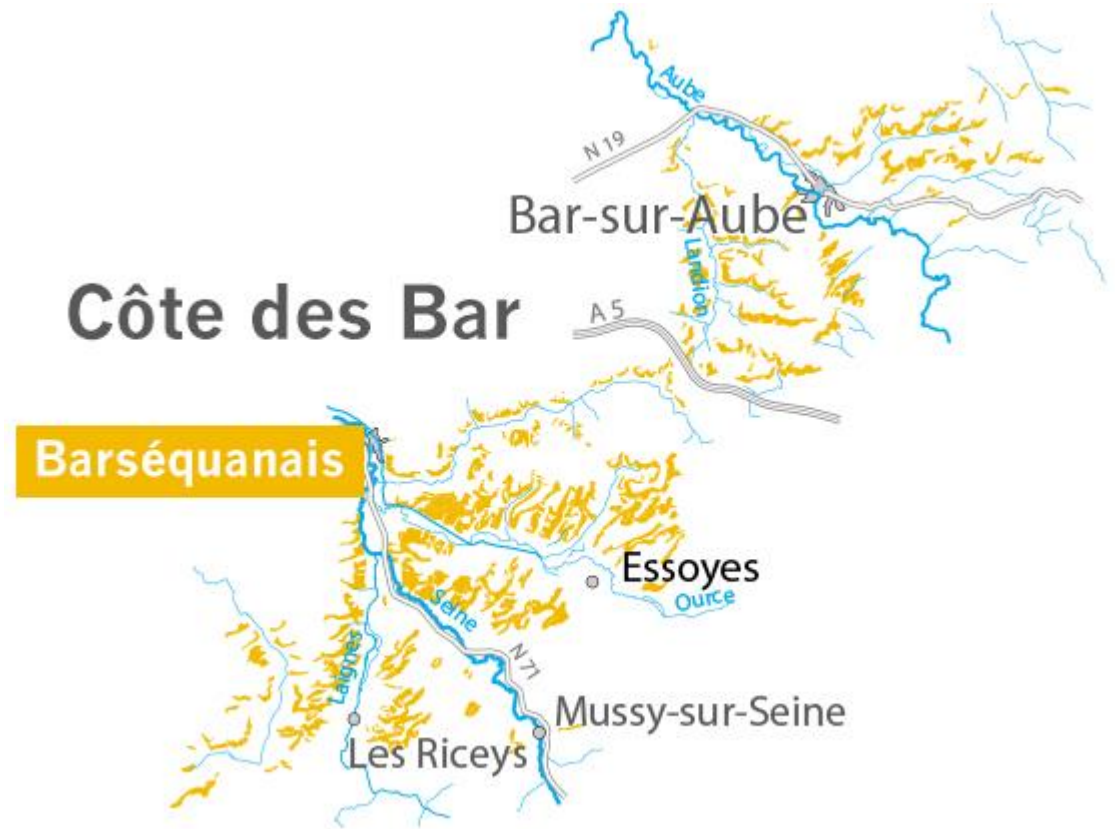 Aube
N 19
Bar-sur-Aube
Landion
Côte des Bar
A 5
Barséquanais
Essoyes
Ource
Seine
Laignes
N 71
Mussy-sur-Seine
Les Riceys